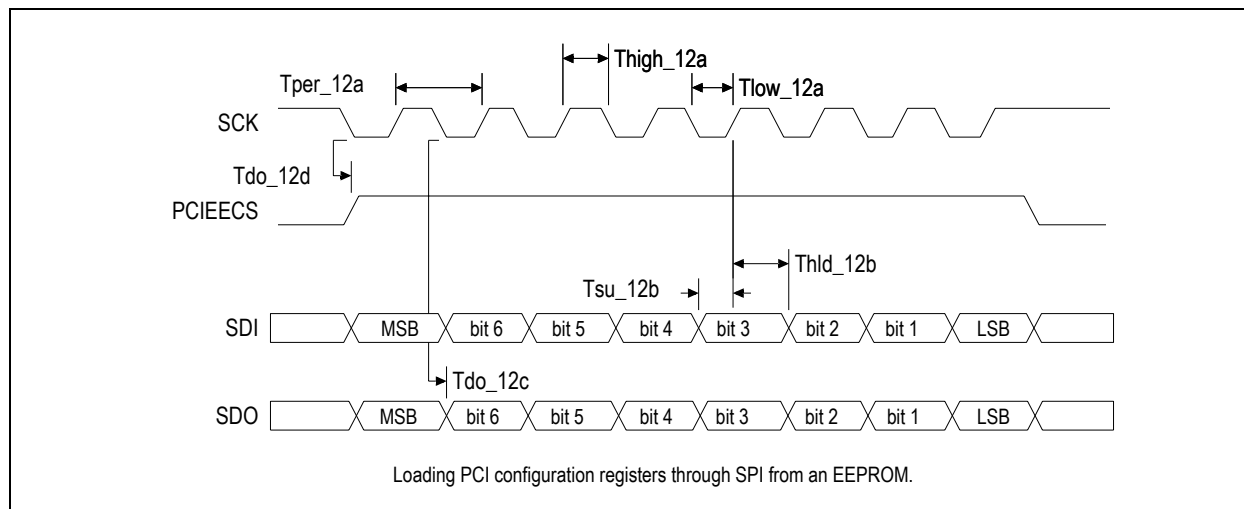 Thigh_12a
Tper_12a
Tlow_12a
SCK
Tdo_12d
PCIEECS
Thld_12b
Tsu_12b
SDI MSB bit 6 bit 5 bit 4 bit 3 bit 2 bit 1 LSB
Tdo_12c
SDO MSB bit 6 bit 5 bit 4 bit 3 bit 2 bit 1 LSB
Loading PCI configuration registers through SPI from an EEPROM.